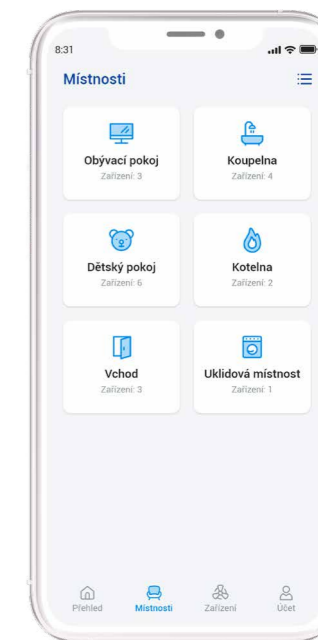 8:31
Místnosti
Obývací pokoj
Zařízení: 3
Koupelna
Zařízení: 4
Dětský pokoj
Zařízení: 6
Kotelna
Zařízení: 2
Vchod
Zařízení: 3
Uklidová místnost
Zařízení: 1
Přehled
Místnosti
Zařízení
Účet